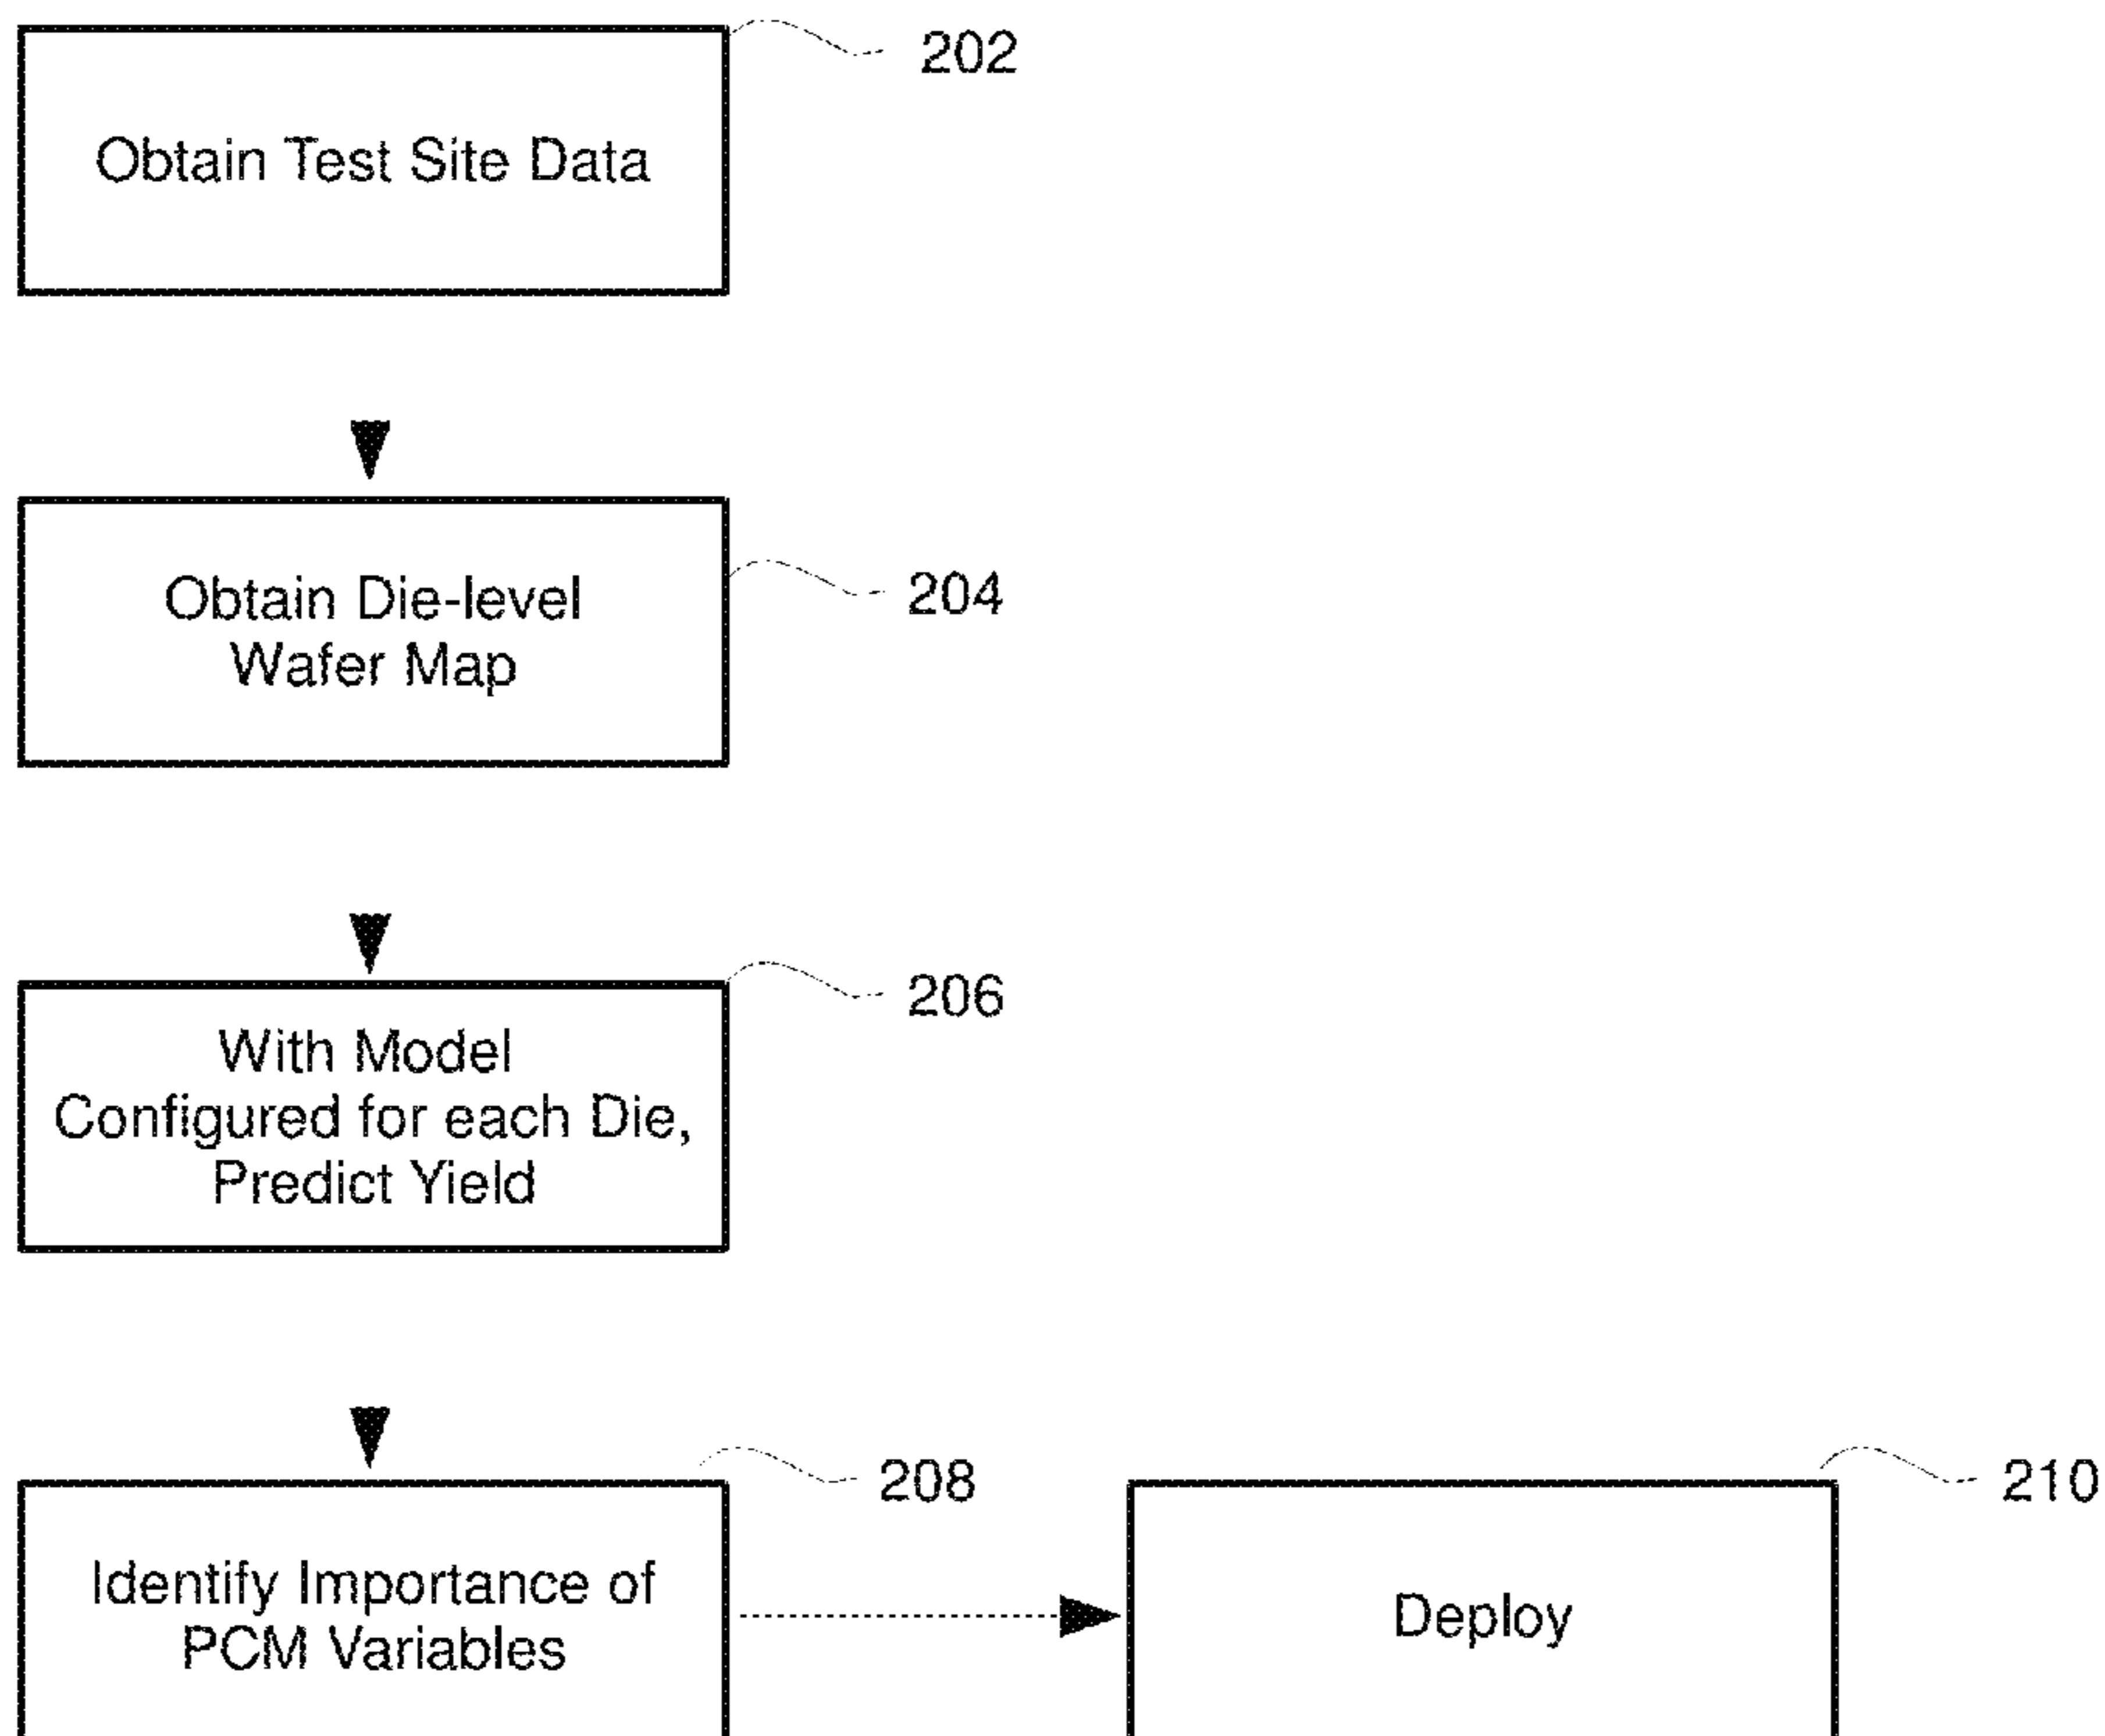 202
Obtain Test Site Data
204
Obtain Die-level
Wafer Map
206
With Model
Configured for each Die,
Predict Yield
208
Identify Importance of
PCM Variables
210
Deploy